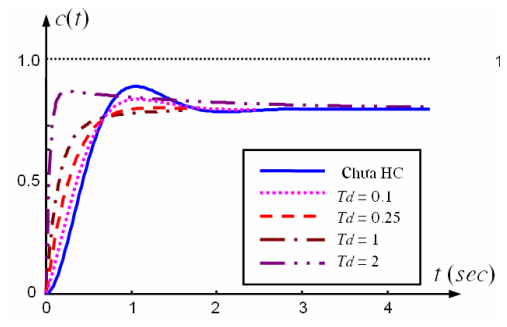 c(t)
1.0
1
0.5
0
Chưa HC
Td = 0.1
Td = 0.25
Td = 1
Td = 2
t (sec)
0
1
2
3
4